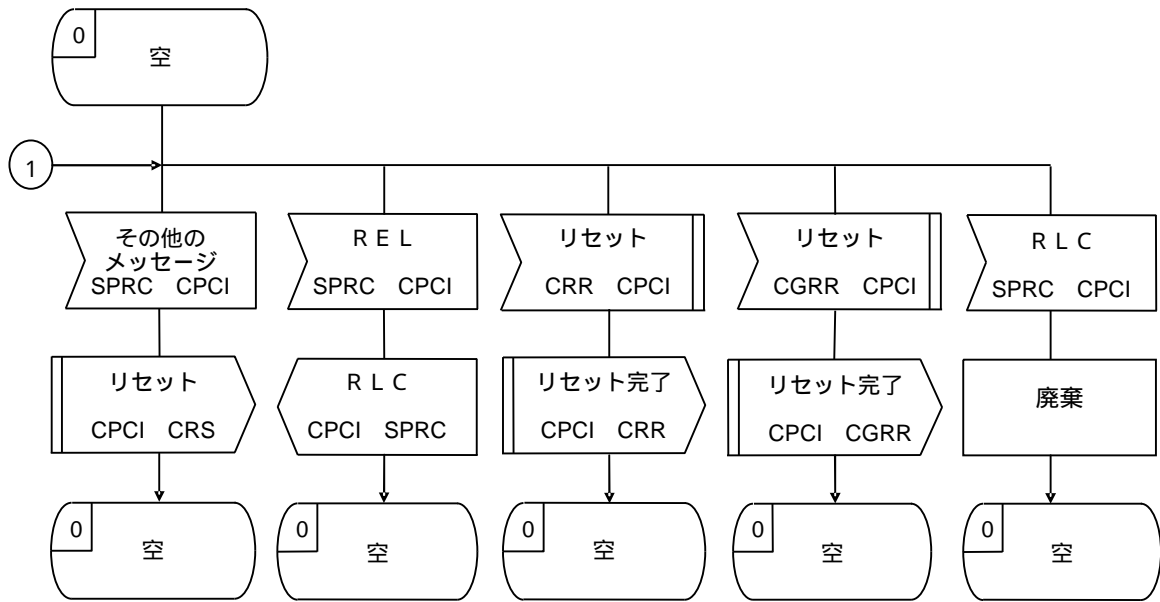 0
空
1
その他の
メッセージ
SPRC CPCI
R E L
SPRC CPCI
リセット
CRR CPCI
リセット
CGRR CPCI
R L C
SPRC CPCI
リセット
CPCI CRS
R L C
CPCI SPRC
リセット完了
CPCI CRR
リセット完了
CPCI CGRR
廃棄
0
空
0
空
0
空
0
空
0
空